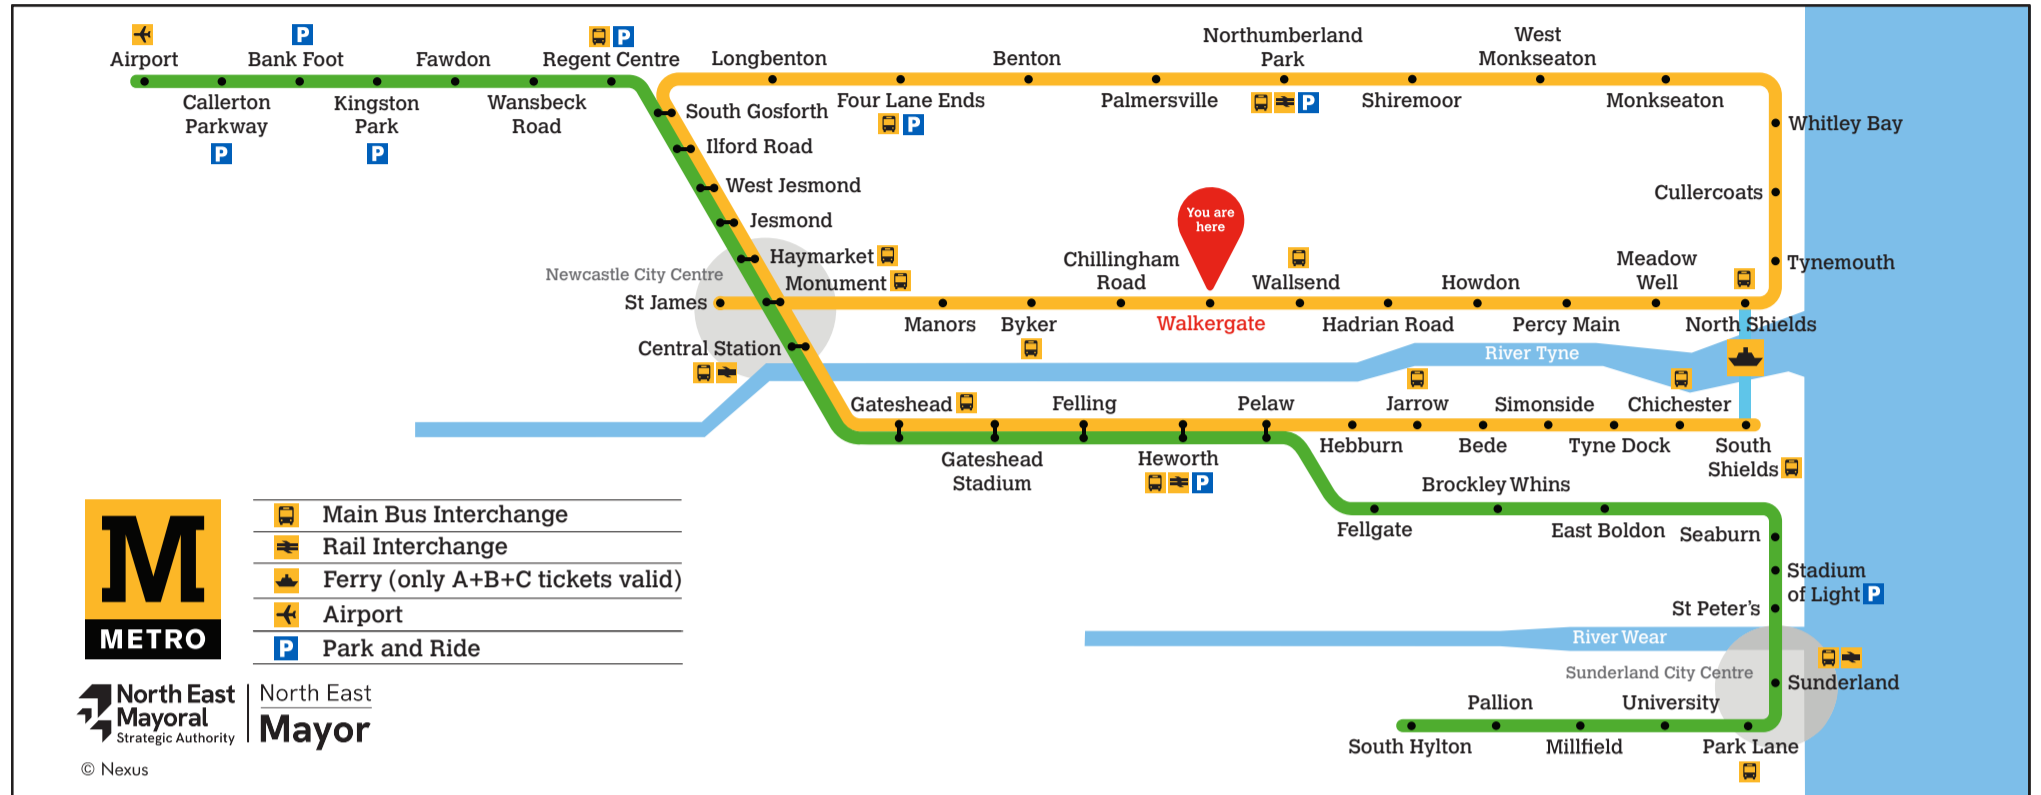 Airport
Bank Foot
Fawdon
Regent Centre
Callerton
Parkway
Kingston
Park
Wansbeck
Road
P
P
P
P
Longbenton
Benton
Northumberland
Park
West
Monkseaton
Four Lane Ends
P
Palmersville
P
Shiremoor
Monkseaton
South Gosforth
Ilford Road
West Jesmond
Jesmond
Haymarket
Monument
Newcastle City Centre
St James
Central Station
Whitley Bay
Cullercoats
Tynemouth
You are
here
Chillingham
Road
Wallsend
Howdon
Meadow
Well
Manors
Byker
Walkergate
Hadrian Road
Percy Main
North Shields
River Tyne
Gateshead
Felling
Pelaw
Jarrow
Simonside
Chichester
Gateshead
Stadium
Heworth
P
Hebburn
Bede
Tyne Dock
South
Shields
Brockley Whins
Fellgate
East Boldon
Seaburn
Stadium
of Light
P
St Peter's
River Wear
Sunderland City Centre
Sunderland
Pallion
University
South Hylton
Millfield
Park Lane
M
METRO
Main Bus Interchange
Rail Interchange
Ferry (only A+B+C tickets valid)
Airport
P
Park and Ride
North East
Mayoral
Strategic Authority
North East
Mayor
© Nexus